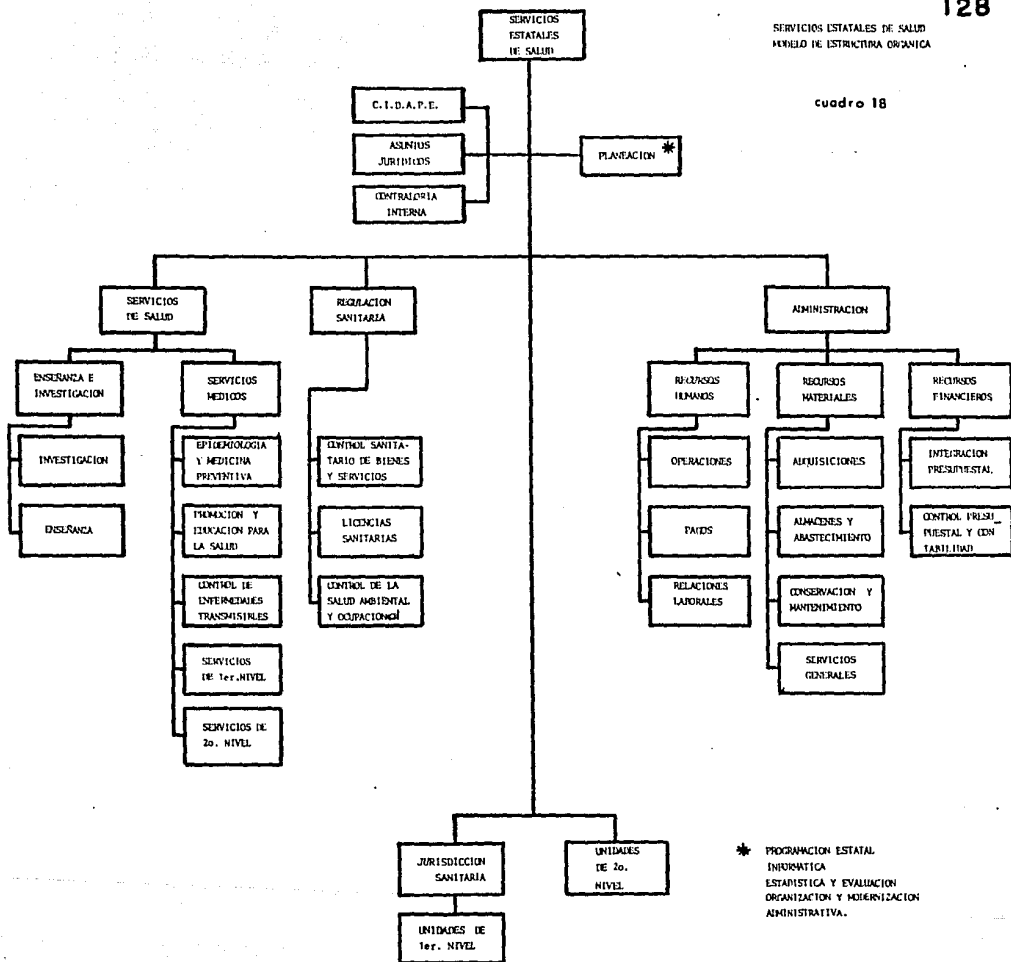 128
SERVICIOS ESTATALES DE SALUD
MODELO DE ESTRUCTURA ORGANICA
cuadro 18
SERVICIOS
ESTATALES
DE SALUD
C.I.D.A.P.E.
ASUNTOS
JURIDICOS
CONTRALORIA
INTERNA
PLANEACION *
SERVICIOS
DE SALUD
REGULACION
SANITARIA
ADMINISTRACION
ENSEÑANZA E
INVESTIGACION
SERVICIOS
MEDICOS
RECURSOS
HUMANOS
RECURSOS
MATERIALES
RECURSOS
FINANCIEROS
INVESTIGACION
ENSEÑANZA
EPIDEMIOLOGIA
Y MEDICINA
PREVENTIVA
PROMOCION Y
EDUCACION PARA
LA SALUD
CONTROL DE
ENFERMEDADES
TRANSMISIBLES
SERVICIOS
DE 1er.NIVEL
SERVICIOS DE
2o. NIVEL
CONTROL SANITA-
TARIO DE BIENES
Y SERVICIOS
LICENCIAS
SANITARIAS
CONTROL DE LA
SALUD AMBIENTAL
Y OCUPACIONAl
OPERACIONES
PAGOS
RELACIONES
LABORALES
ADQUISICIONES
ALMACENES Y
ABASTECIMIENTO
CONSERVACION Y
MANTENIMIENTO
SERVICIOS
GENERALES
INTEGRACION
PRESUPUESTAL
CONTROL PRESU_
PUESTAL Y CON
TABILIDAD
JURISDICCION
SANITARIA
UNIDADES DE
1er. NIVEL
UNIDADES
DE 2o.
NIVEL
* PROGRAMACION ESTATAL
INFORMATICA
ESTADISTICA Y EVALUACION
ORGANIZACION Y MODERNIZACION
ADMINISTRATIVA.